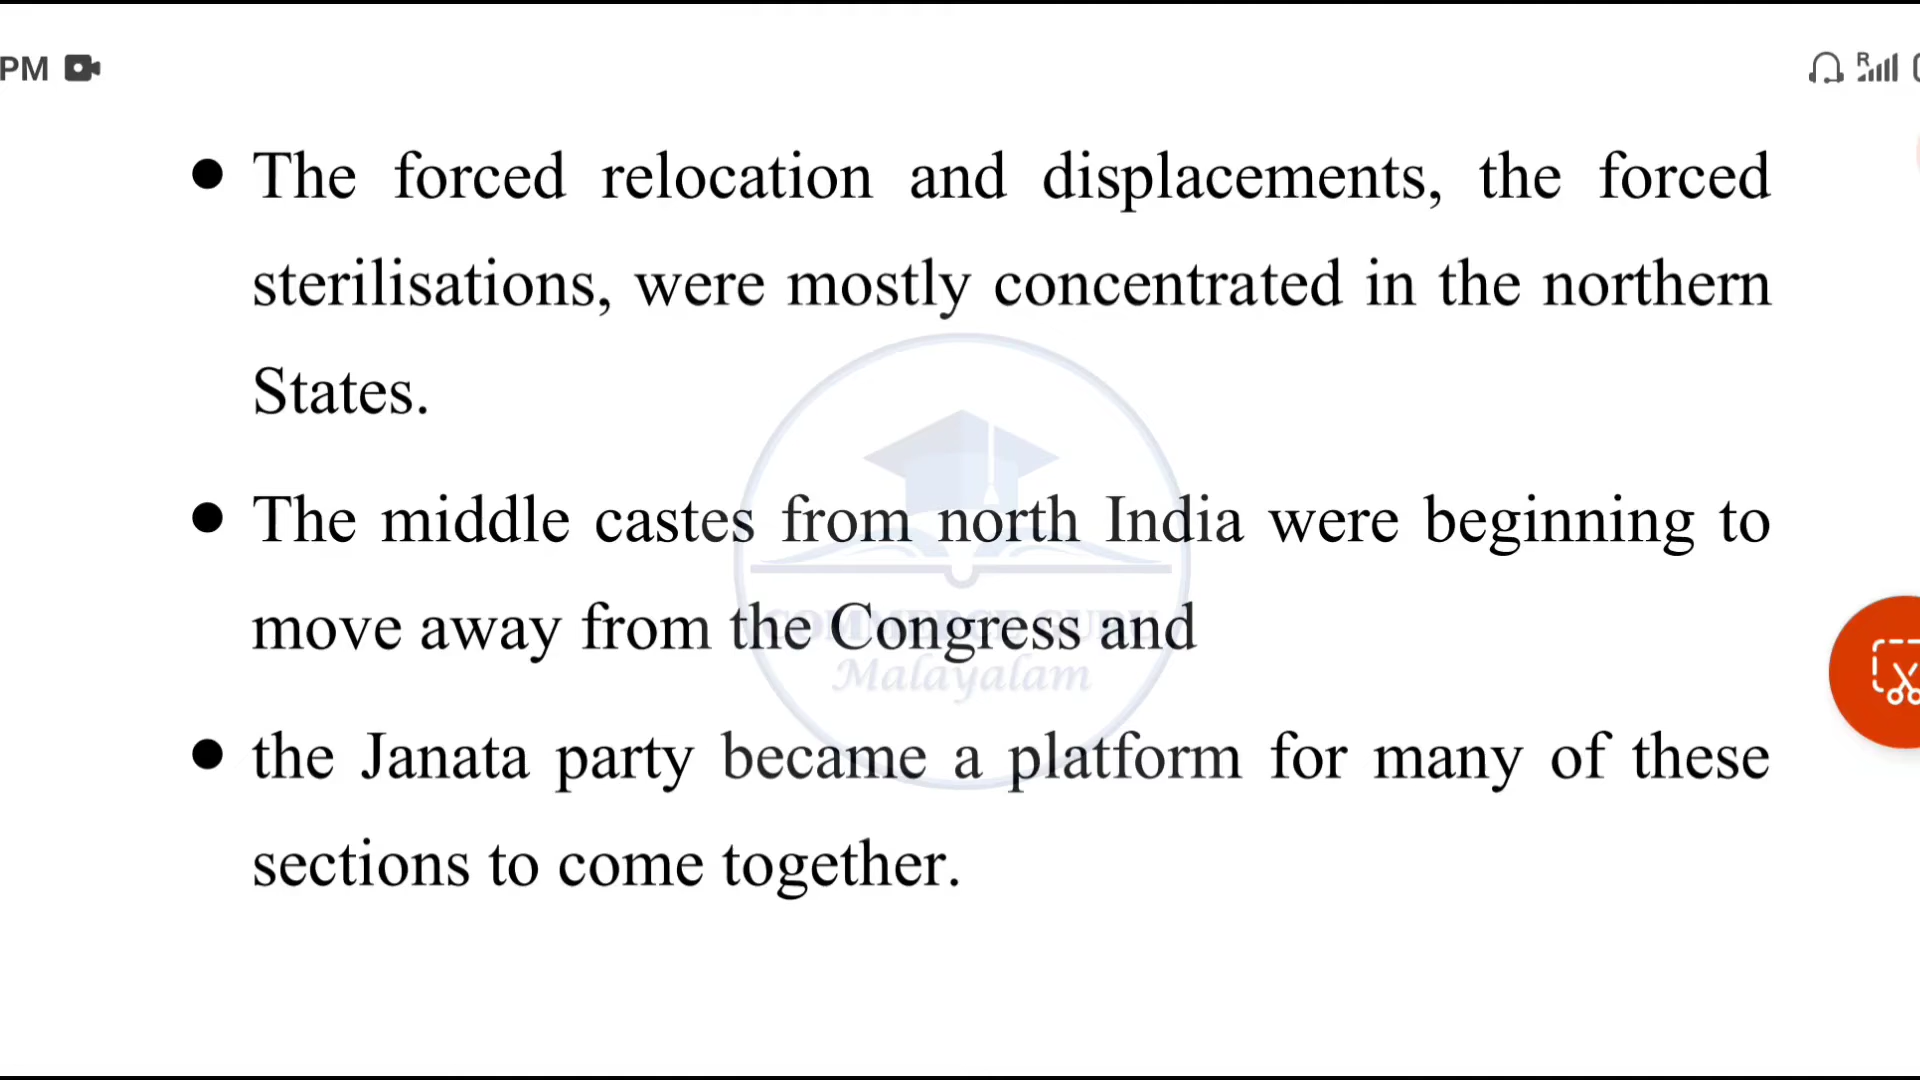 PM
R
● The forced relocation and displacements, the forced
sterilisations, were mostly concentrated in the northern
States.
● The middle castes from north India were beginning to
move away from the Congress and
● the Janata party became a platform for many of these
sections to come together.
COMMERCE GURU
Malayalam